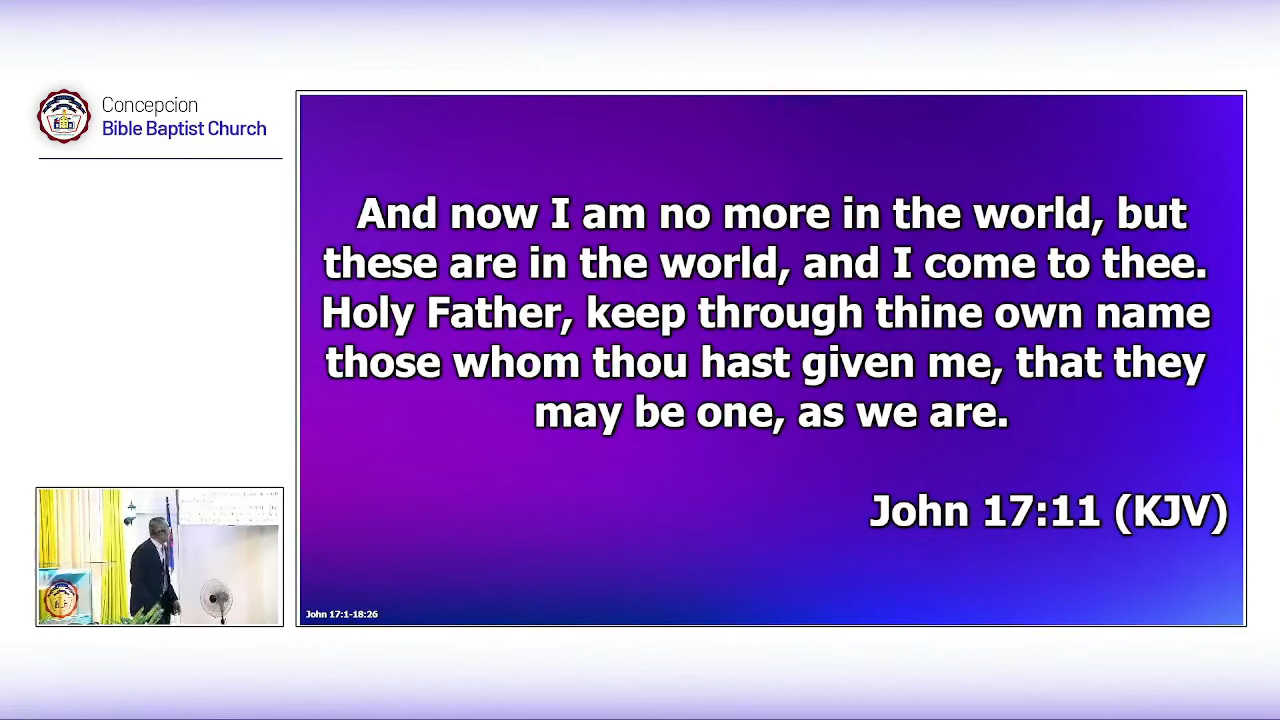 Concepcion
Bible Baptist Church
And now I am no more in the world, but
these are in the world, and I come to thee.
Holy Father, keep through thine own name
those whom thou hast given me, that they
may be one, as we are.
John 17:11 (KJV)
John 17:1-18:26